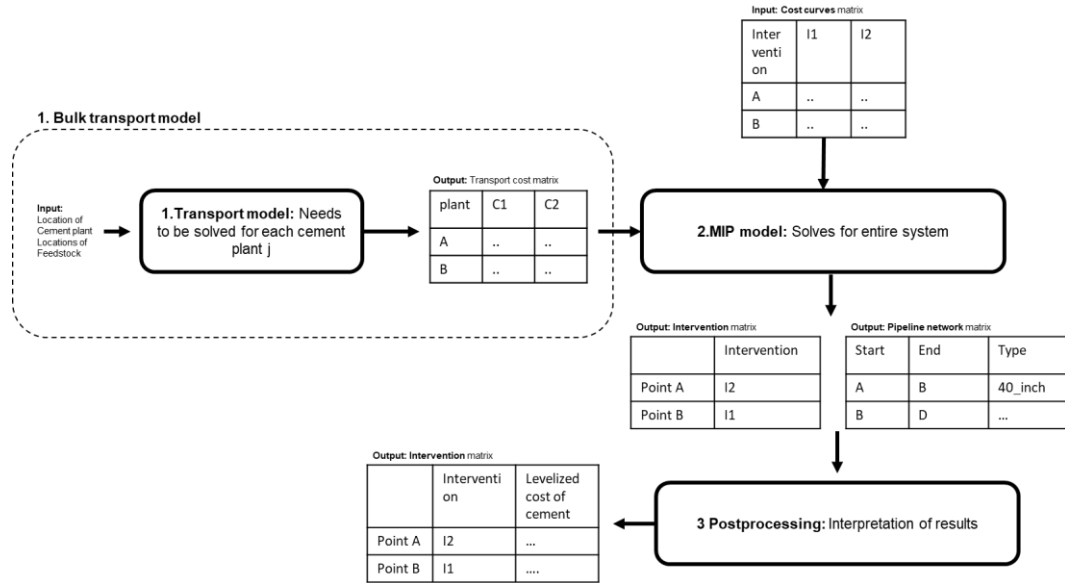 Input: Cost curves matrix
Inter
venti
on
I1
I2
A
..
..
B
..
..
1. Bulk transport model
Input:
Location of
Cement plant
Locations of
Feedstock
1.Transport model: Needs
to be solved for each cement
plant j
Output: Transport cost matrix
plant
C1
C2
A
..
..
B
..
..
2.MIP model: Solves for entire system
Output: Intervention matrix
Intervention
Point A
I2
Point B
I1
Output: Pipeline network matrix
Start
End
Type
A
B
40_inch
B
D
...
Output: Intervention matrix
Interventi
on
Levelized
cost of
cement
Point A
I2
...
Point B
I1
....
3 Postprocessing: Interpretation of results